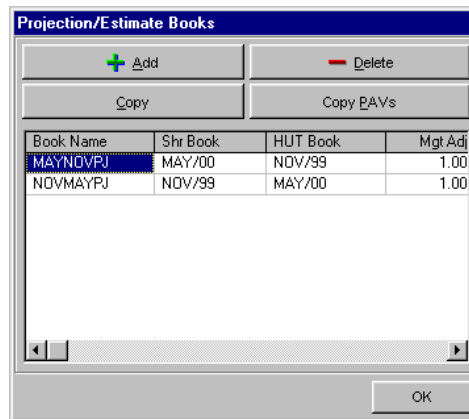 Projection/Estimate Books
Add Delete
Copy Copy PAVs
Book Name Shr Book HUT Book Mgt Adj
MAYNOVPJ MAY/00 NOV/99 1.00
NOVMAYPJ NOV/99 MAY/00 1.00
OK